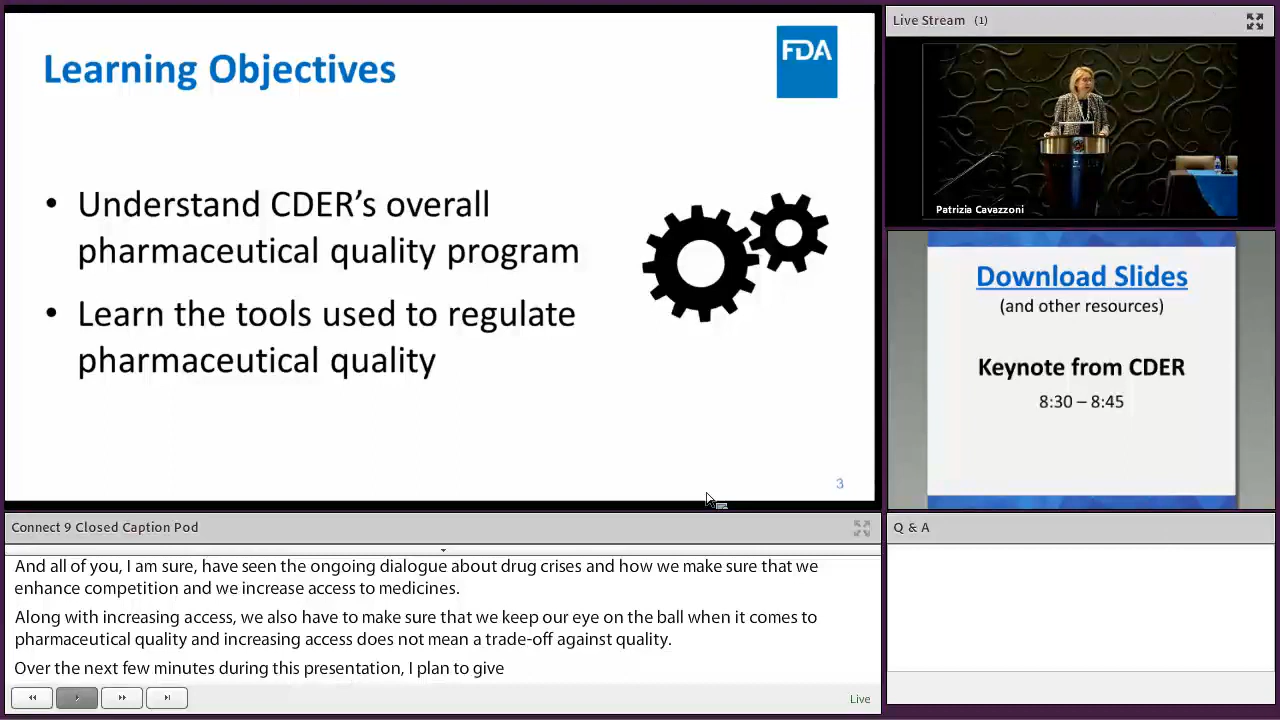 Learning Objectives
FDA
• Understand CDER’s overall
pharmaceutical quality program
• Learn the tools used to regulate
pharmaceutical quality
3
Live Stream (1)
Patrizia Cavazzoni
Download Slides
(and other resources)
Keynote from CDER
8:30 – 8:45
Connect 9 Closed Caption Pod
And all of you, I am sure, have seen the ongoing dialogue about drug crises and how we make sure that we
enhance competition and we increase access to medicines.
Along with increasing access, we also have to make sure that we keep our eye on the ball when it comes to
pharmaceutical quality and increasing access does not mean a trade-off against quality.
Over the next few minutes during this presentation, I plan to give
Live
Q & A